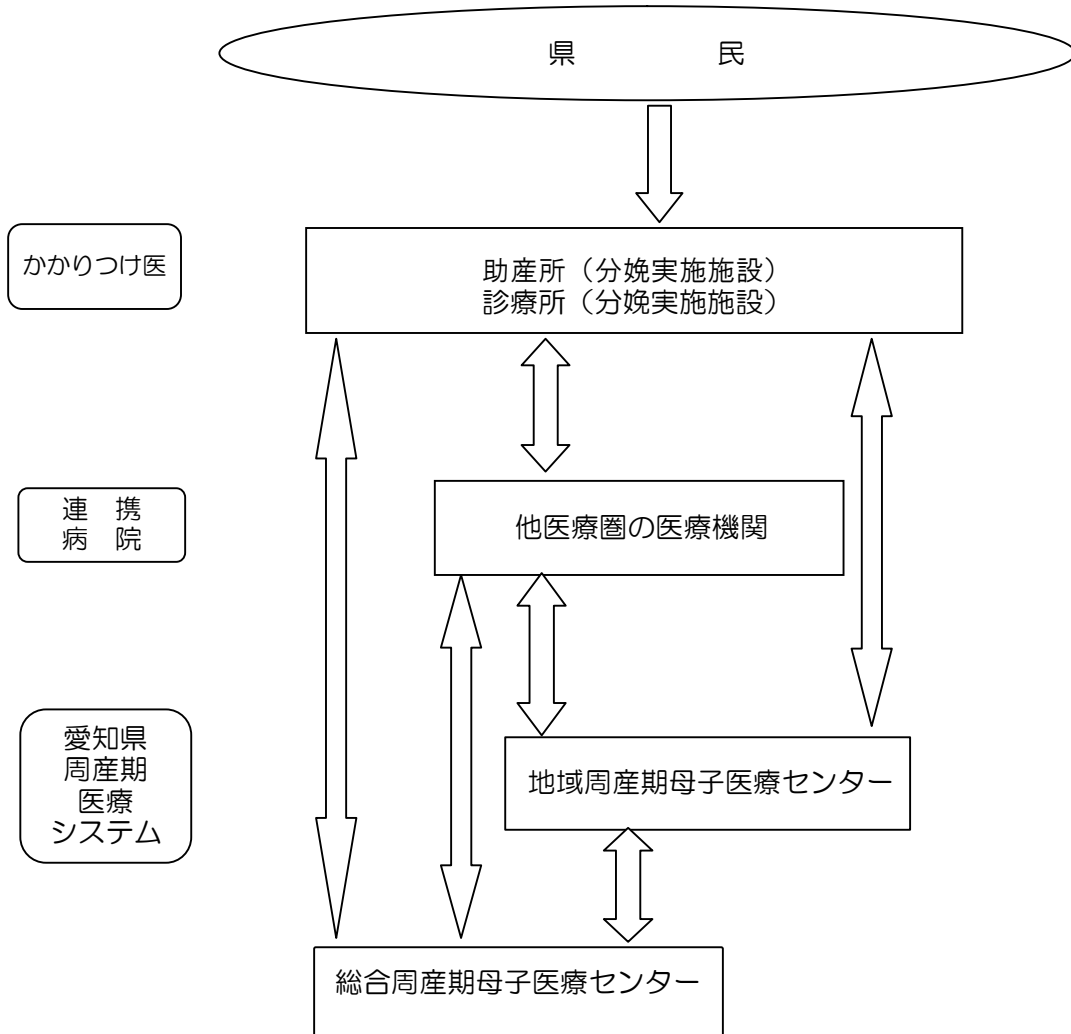 県　　　　民
かかりつけ医
助産所（分娩実施施設）
診療所（分娩実施施設）
連　携
病　院
他医療圏の医療機関
愛知県
周産期
医療
システム
地域周産期母子医療センター
総合周産期母子医療センター